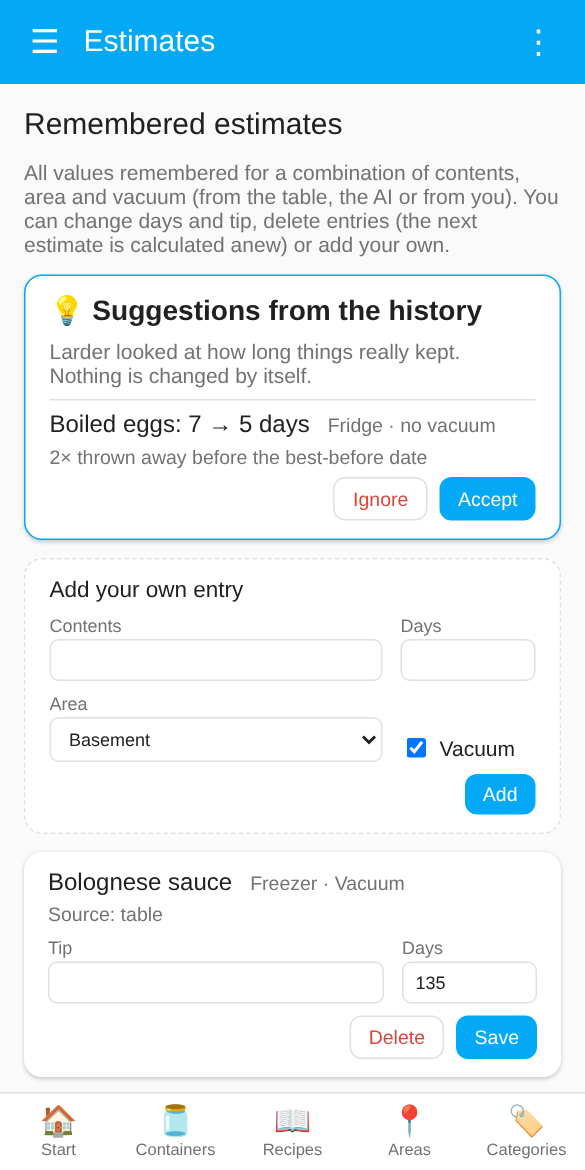 Estimates
Remembered estimates
All values remembered for a combination of contents,
area and vacuum (from the table, the AI or from you). You
can change days and tip, delete entries (the next
estimate is calculated anew) or add your own.
💡 Suggestions from the history
Larder looked at how long things really kept.
Nothing is changed by itself.
Boiled eggs: 7 → 5 days Fridge · no vacuum
2× thrown away before the best-before date
Ignore Accept
Add your own entry
Contents Days
Area
Basement
Vacuum
Add
Bolognese sauce Freezer · Vacuum
Source: table
Tip Days
135
Delete Save
Start Containers Recipes Areas Categories